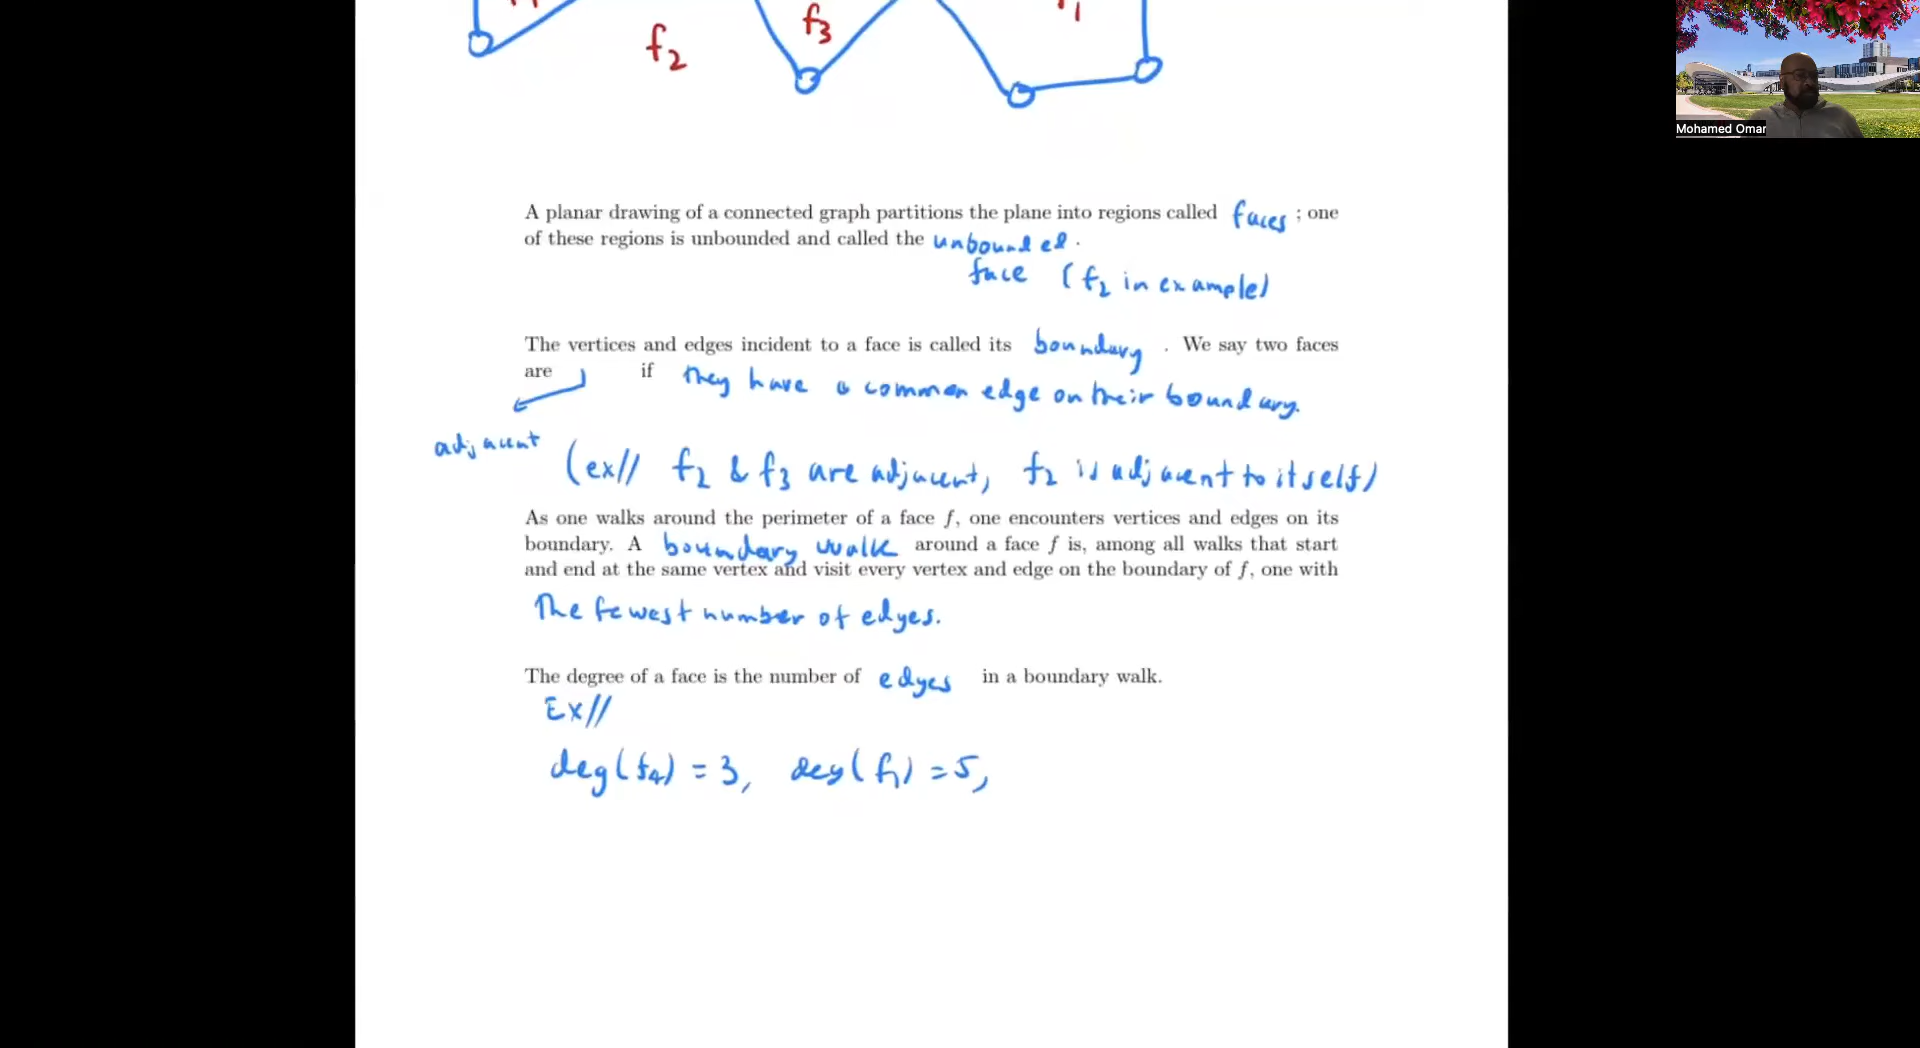 f₂
f₃
Mohamed Omar
A planar drawing of a connected graph partitions the plane into regions called faces ; one
of these regions is unbounded and called the unbounded .
face (f₂ in example)
The vertices and edges incident to a face is called its boundary . We say two faces
are if they have a common edge on their boundary.
adjacent
(ex// f₂ & f₃ are adjacent, f₂ is adjacent to itself)
As one walks around the perimeter of a face f, one encounters vertices and edges on its
boundary. A boundary walk around a face f is, among all walks that start
and end at the same vertex and visit every vertex and edge on the boundary of f, one with
The fewest number of edges.
The degree of a face is the number of edges in a boundary walk.
Ex//
deg(f₄) = 3, deg(f₁) = 5,